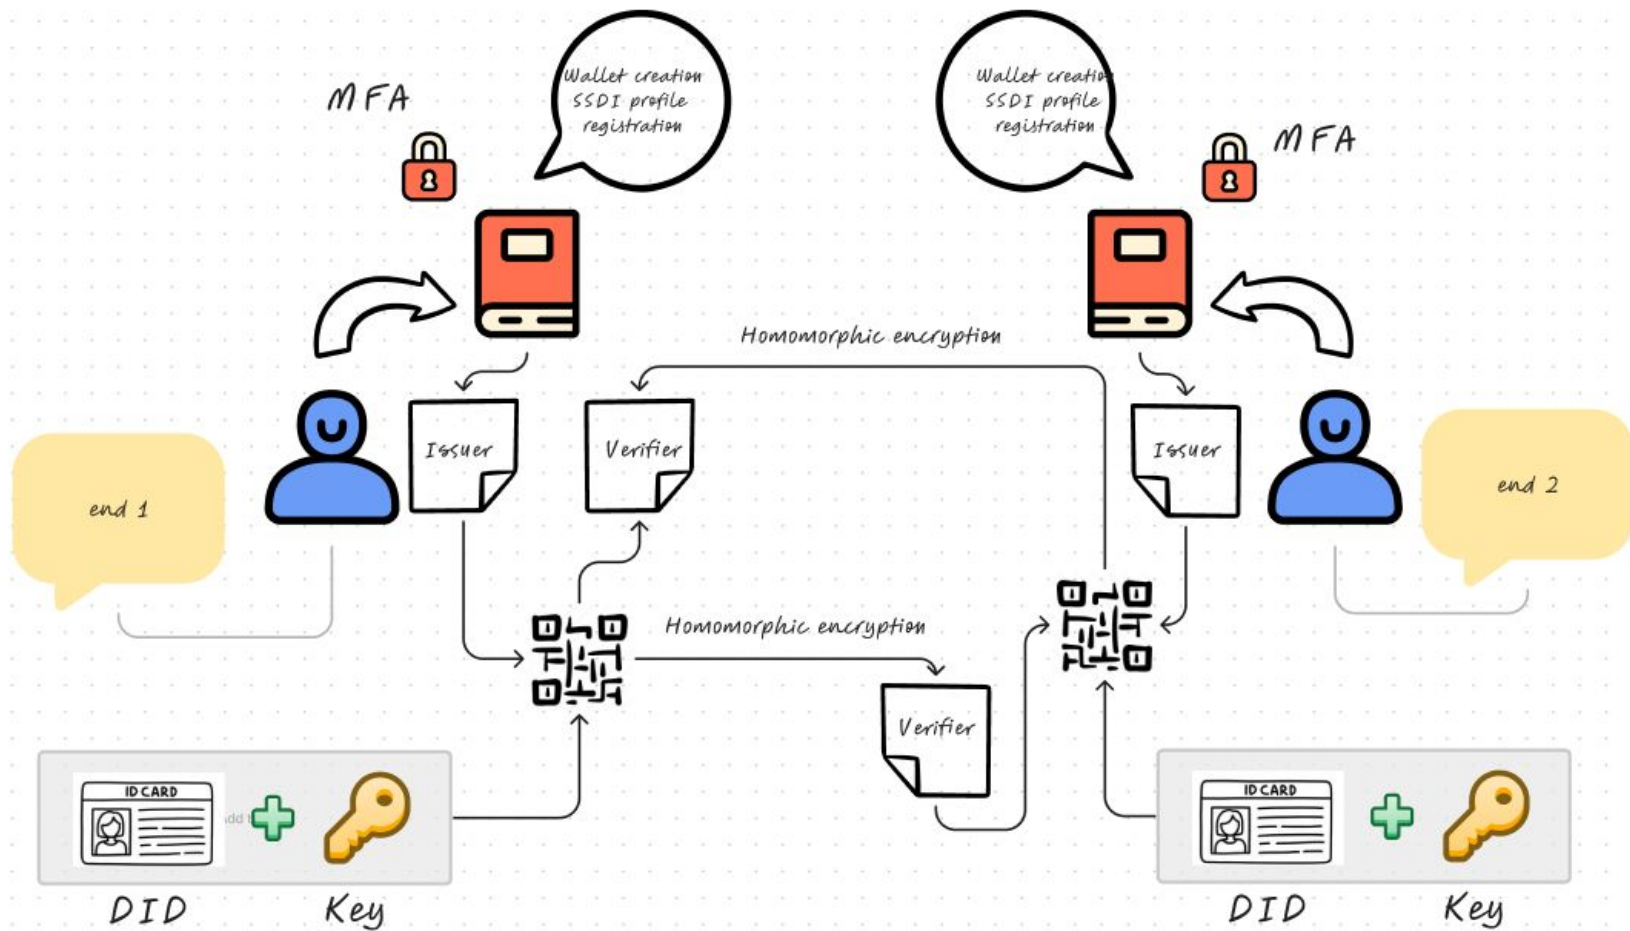 MFA
Wallet creation
SSDI profile
registration
Wallet creation
SSDI profile
registration
MFA
Homomorphic encryption
Issuer
Verifier
Issuer
end 1
end 2
Homomorphic encryption
Verifier
ID CARD
ID CARD
DID
Key
DID
Key